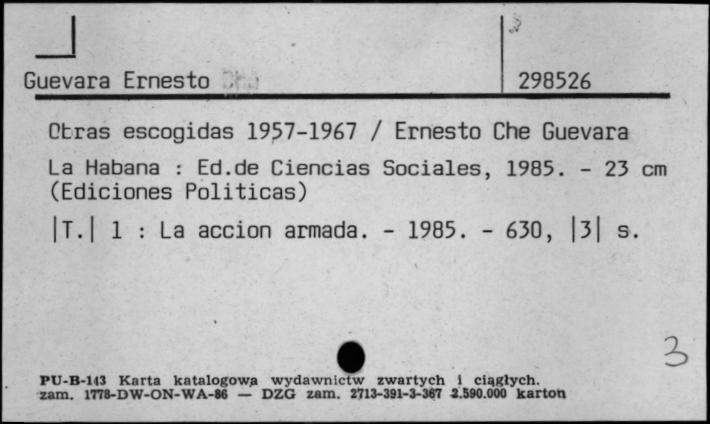 Guevara Ernesto
298526
Obras escogidas 1957-1967 / Ernesto Che Guevara
La Habana : Ed.de Ciencias Sociales, 1985. - 23 cm
(Ediciones Politicas)
|T.| 1 : La accion armada. - 1985. - 630, |3| s.
3
PU-B-143 Karta katalogowa wydawnictw zwartych i ciągłych.
zam. 1778-DW-ON-WA-86 — DZG zam. 2713-391-3-367 2.590.000 karton